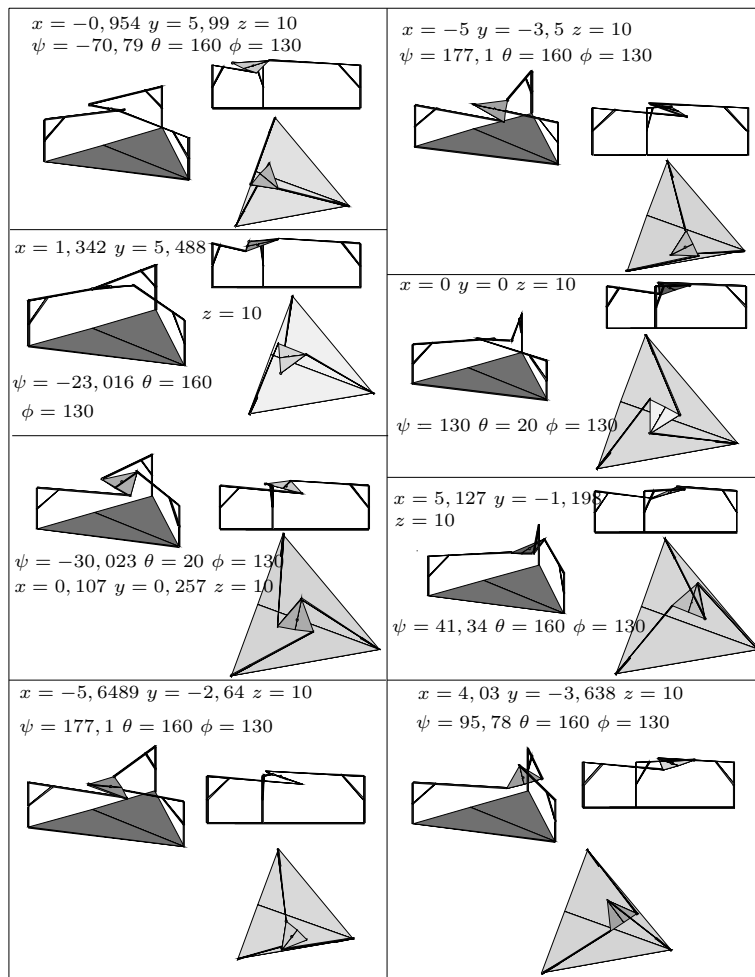 x = −0, 954 y = 5, 99 z = 10
ψ = −70, 79 θ = 160 φ = 130
x = −5 y = −3, 5 z = 10
ψ = 177, 1 θ = 160 φ = 130
x = 1, 342 y = 5, 488
z = 10
ψ = −23, 016 θ = 160
φ = 130
x = 0 y = 0 z = 10
ψ = 130 θ = 20 φ = 130
ψ = −30, 023 θ = 20 φ = 130
x = 0, 107 y = 0, 257 z = 10
x = 5, 127 y = −1, 198
z = 10
ψ = 41, 34 θ = 160 φ = 130
x = −5, 6489 y = −2, 64 z = 10
ψ = 177, 1 θ = 160 φ = 130
x = 4, 03 y = −3, 638 z = 10
ψ = 95, 78 θ = 160 φ = 130